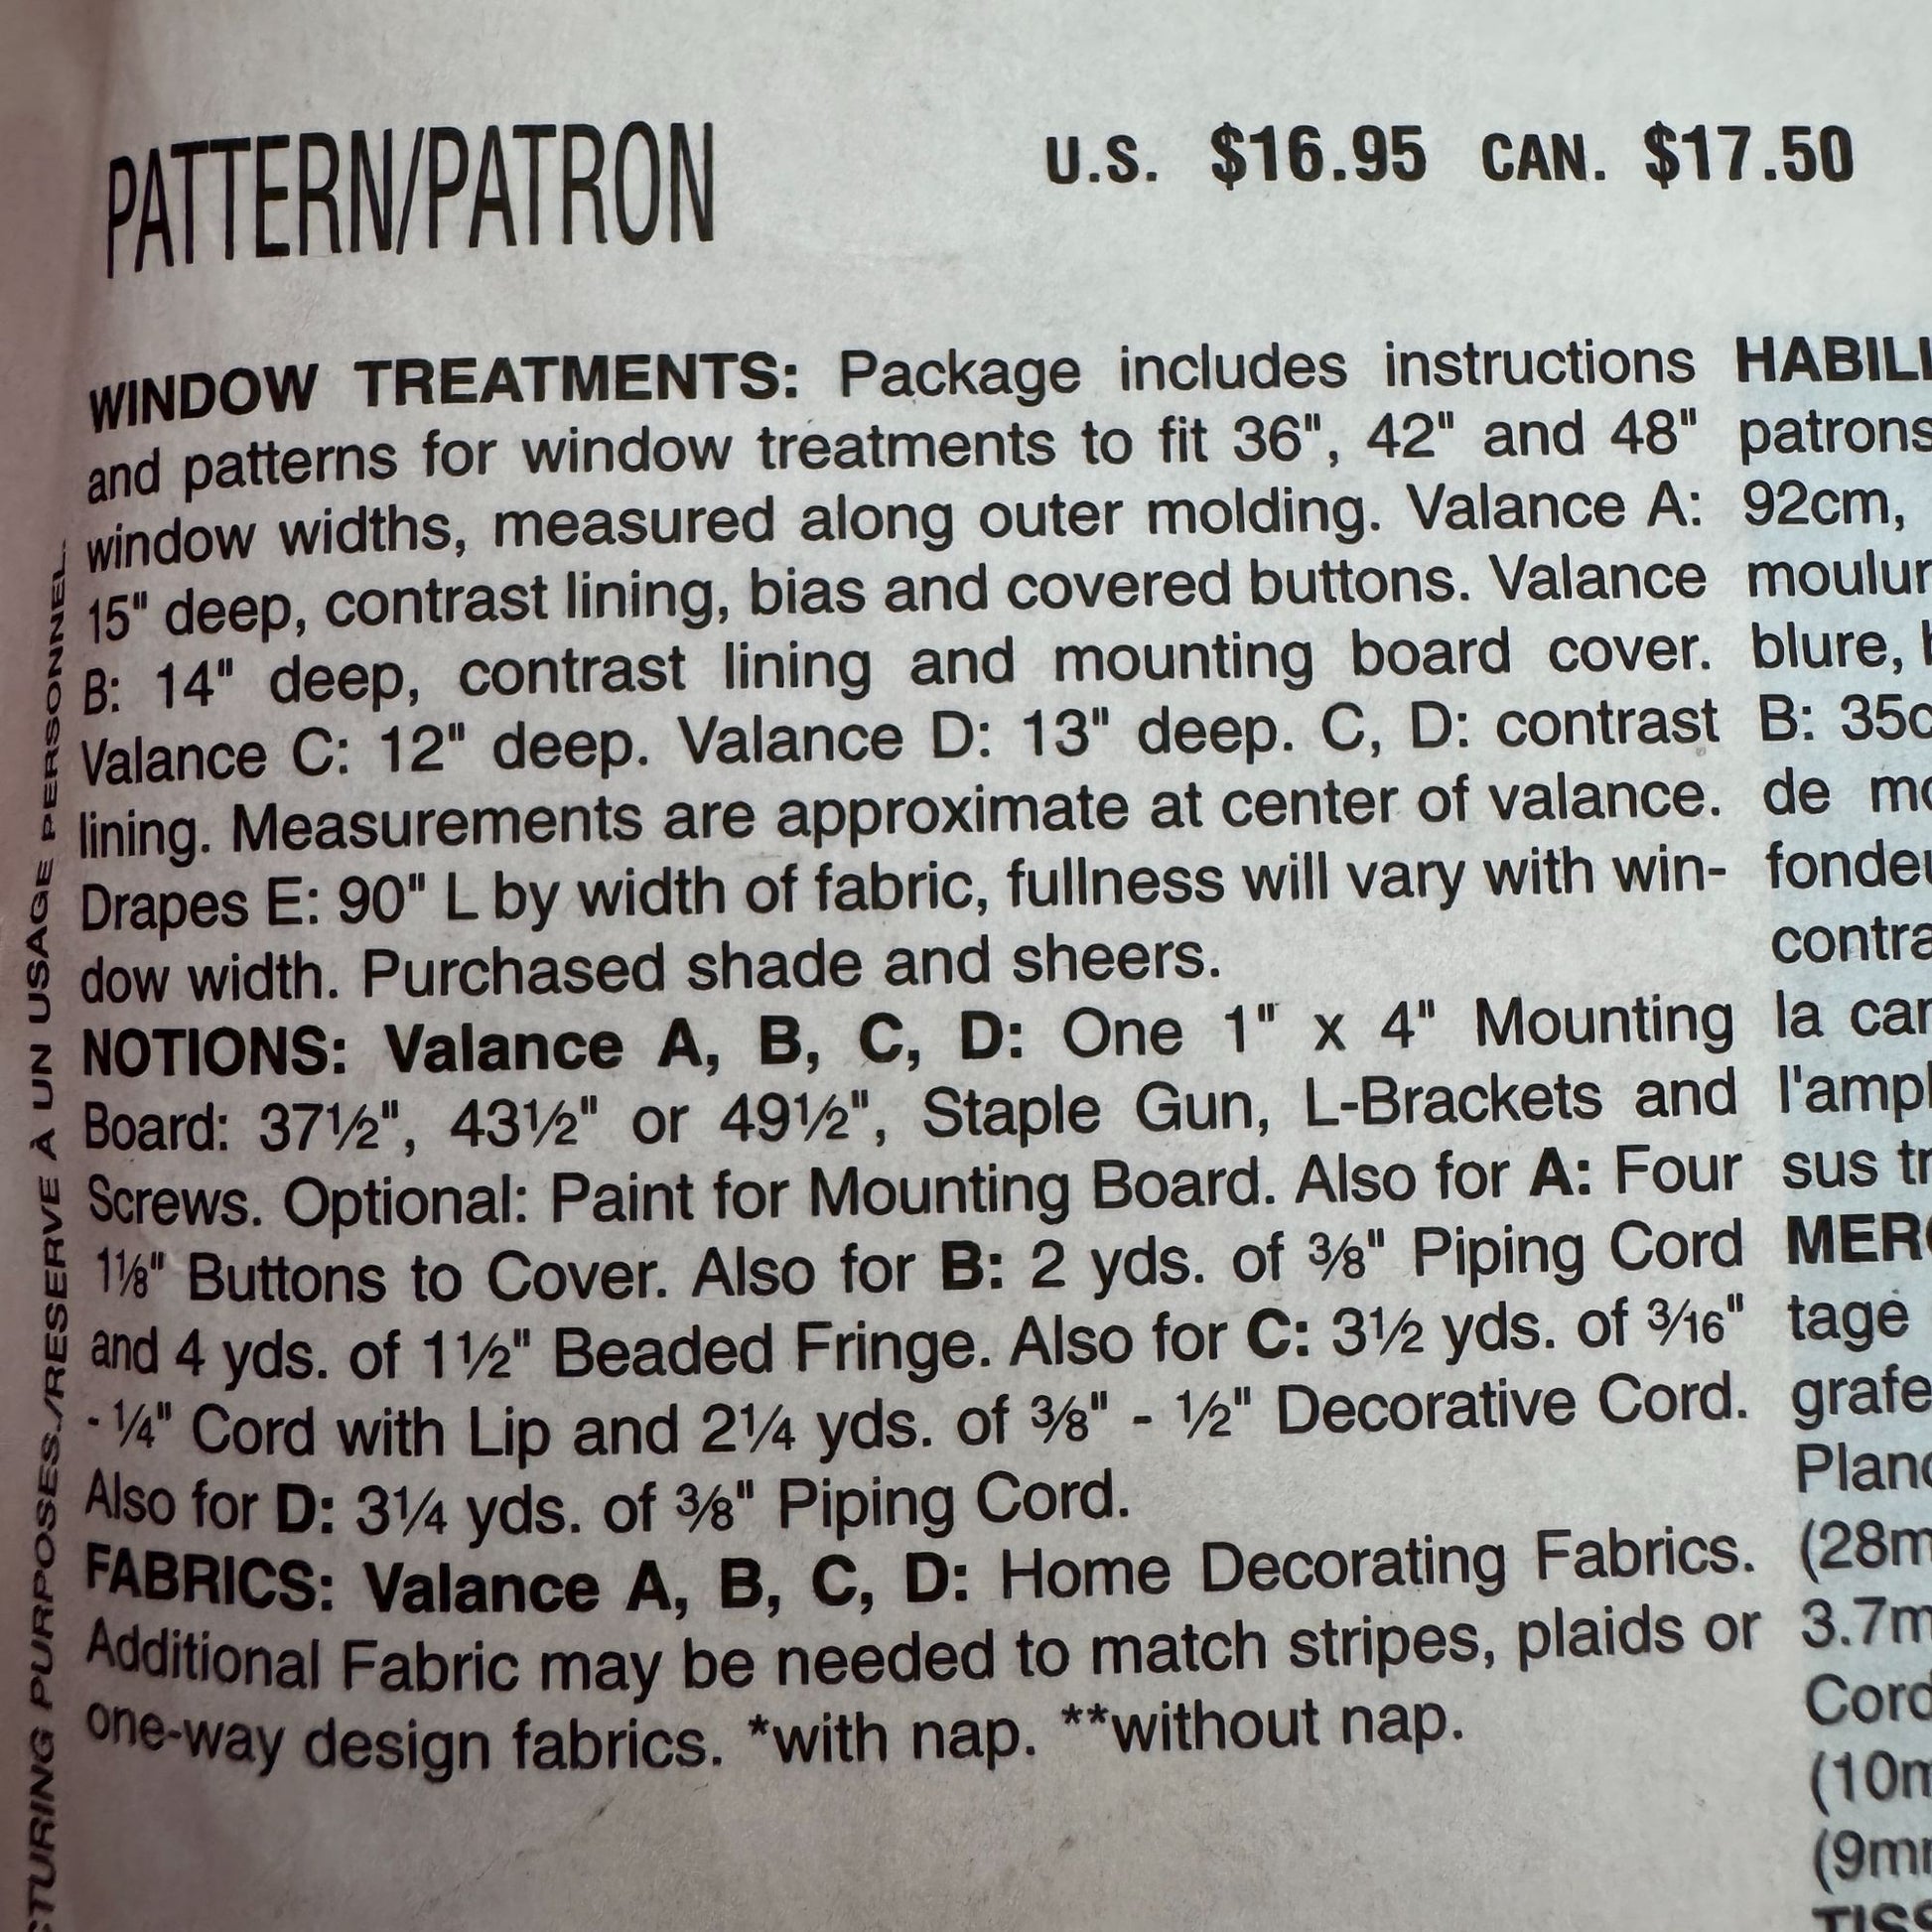 PATTERN/PATRON
U.S. $16.95 CAN. $17.50
WINDOW TREATMENTS: Package includes instructions
and patterns for window treatments to fit 36", 42" and 48"
window widths, measured along outer molding. Valance A:
15" deep, contrast lining, bias and covered buttons. Valance
B: 14" deep, contrast lining and mounting board cover.
Valance C: 12" deep. Valance D: 13" deep. C, D: contrast
lining. Measurements are approximate at center of valance.
Drapes E: 90" L by width of fabric, fullness will vary with win-
dow width. Purchased shade and sheers.
NOTIONS: Valance A, B, C, D: One 1" x 4" Mounting
Board: 37½", 43½" or 49½", Staple Gun, L-Brackets and
Screws. Optional: Paint for Mounting Board. Also for A: Four
1⅛" Buttons to Cover. Also for B: 2 yds. of ⅜" Piping Cord
and 4 yds. of 1½" Beaded Fringe. Also for C: 3½ yds. of 3/16"
- ¼" Cord with Lip and 2¼ yds. of ⅜" - ½" Decorative Cord.
Also for D: 3¼ yds. of ⅜" Piping Cord.
FABRICS: Valance A, B, C, D: Home Decorating Fabrics.
Additional Fabric may be needed to match stripes, plaids or
one-way design fabrics. *with nap. **without nap.
HABILI
patrons
92cm,
moulur
blure,
B: 35c
de mo
fondeu
contra
la car
l'ampl
sus tr
MER
tage
grafe
Planc
(28m
3.7m
Cord
(10m
(9mm
TISS
CTURING PURPOSES./RESERVE À UN USAGE PERSONNEL.